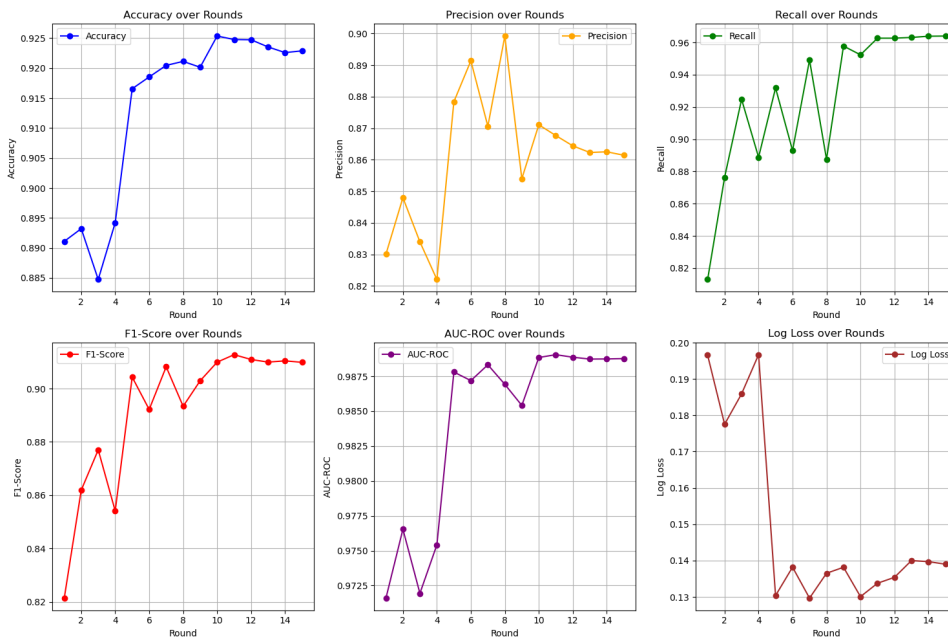 Accuracy over Rounds
Accuracy
0.925
0.920
0.915
0.910
0.905
0.900
0.895
0.890
0.885
Accuracy
2 4 6 8 10 12 14
Round
Precision over Rounds
Precision
0.90
0.89
0.88
0.87
0.86
0.85
0.84
0.83
0.82
Precision
2 4 6 8 10 12 14
Round
Recall over Rounds
Recall
0.96
0.94
0.92
0.90
0.88
0.86
0.84
0.82
Recall
2 4 6 8 10 12 14
Round
F1-Score over Rounds
F1-Score
0.90
0.88
0.86
0.84
0.82
F1-Score
2 4 6 8 10 12 14
Round
AUC-ROC over Rounds
AUC-ROC
0.9875
0.9850
0.9825
0.9800
0.9775
0.9750
0.9725
AUC-ROC
2 4 6 8 10 12 14
Round
Log Loss over Rounds
Log Loss
0.20
0.19
0.18
0.17
0.16
0.15
0.14
0.13
Log Loss
2 4 6 8 10 12 14
Round